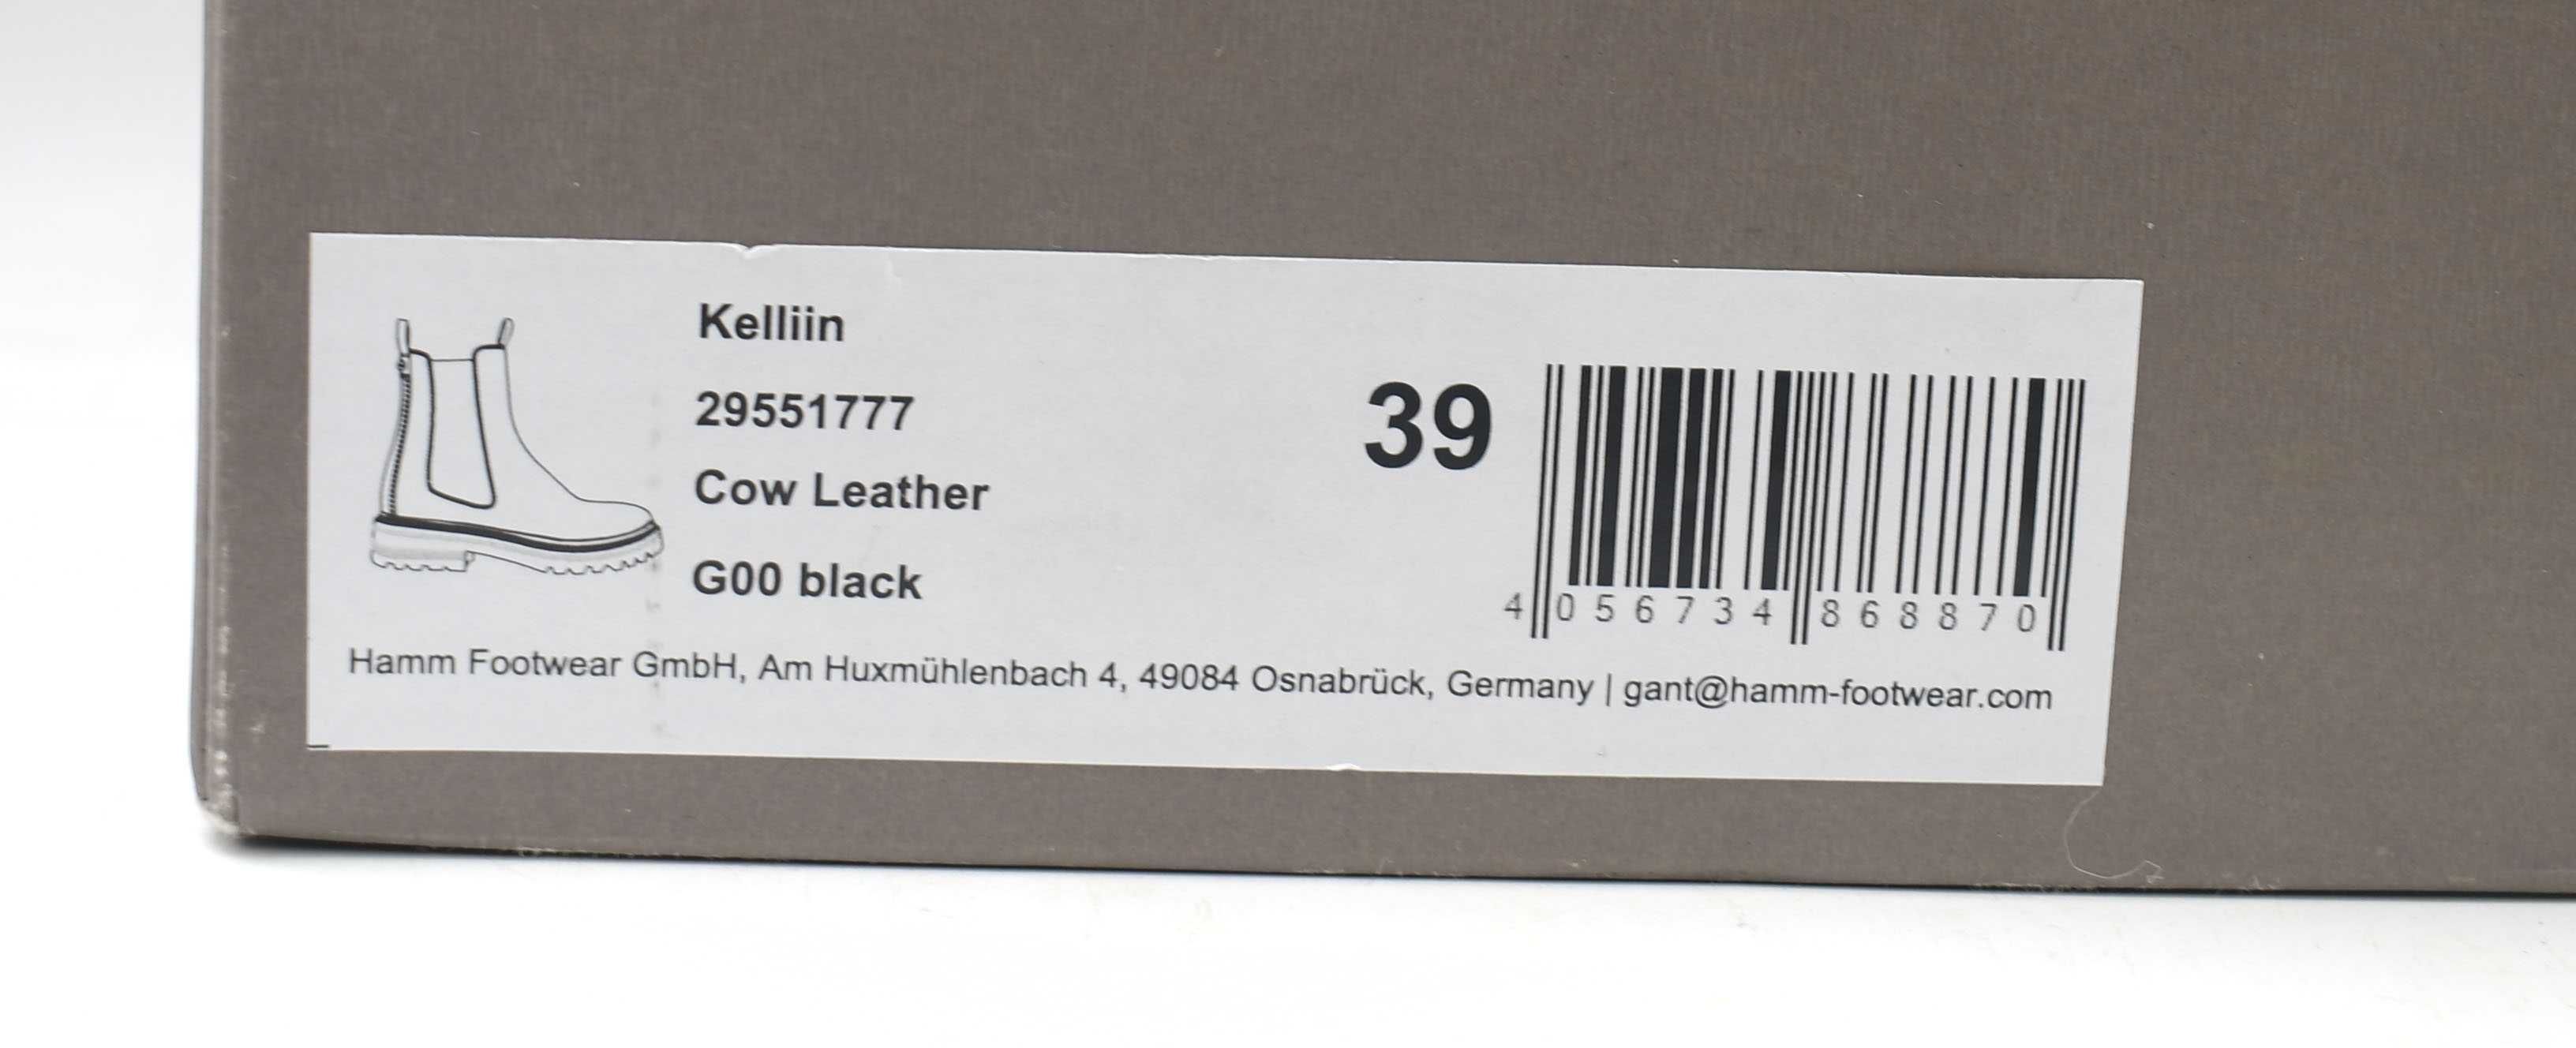 Kelliin
29551777
Cow Leather
G00 black
39
4 056734 868870
Hamm Footwear GmbH, Am Huxmühlenbach 4, 49084 Osnabrück, Germany | gant@hamm-footwear.com